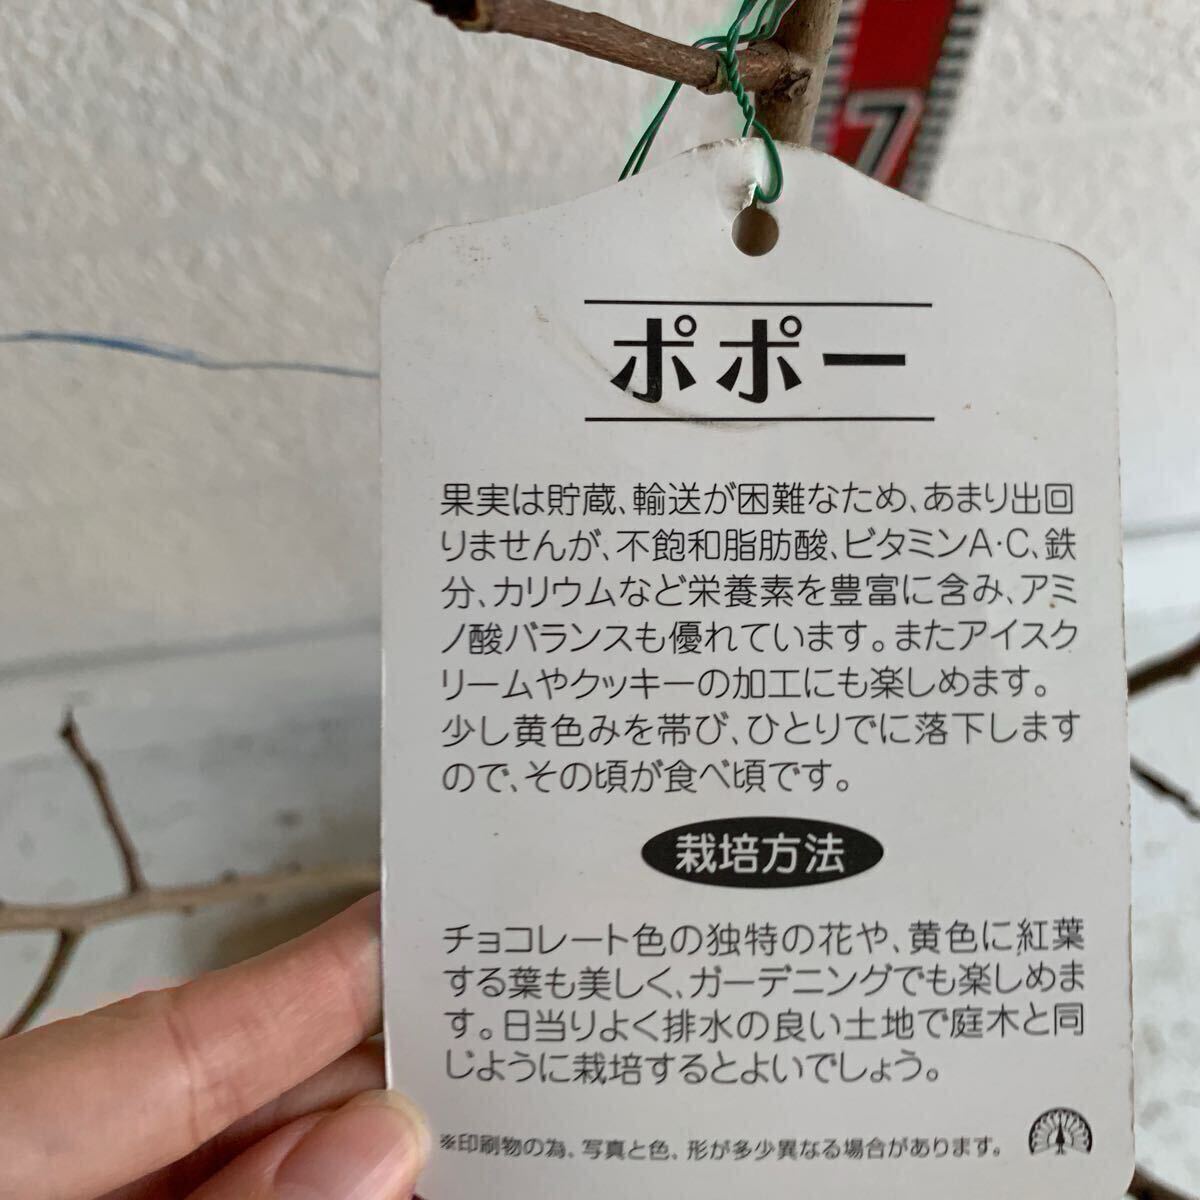 7
ポポー
果実は貯蔵、輸送が困難なため、あまり出回
りませんが、不飽和脂肪酸、ビタミンA・C、鉄
分、カリウムなど栄養素を豊富に含み、アミ
ノ酸バランスも優れています。またアイスク
リームやクッキーの加工にも楽しめます。
少し黄色みを帯び、ひとりでに落下します
ので、その頃が食べ頃です。
栽培方法
チョコレート色の独特の花や、黄色に紅葉
する葉も美しく、ガーデニングでも楽しめま
す。日当りよく排水の良い土地で庭木と同
じように栽培するとよいでしょう。
※印刷物の為、写真と色、形が多少異なる場合があります。